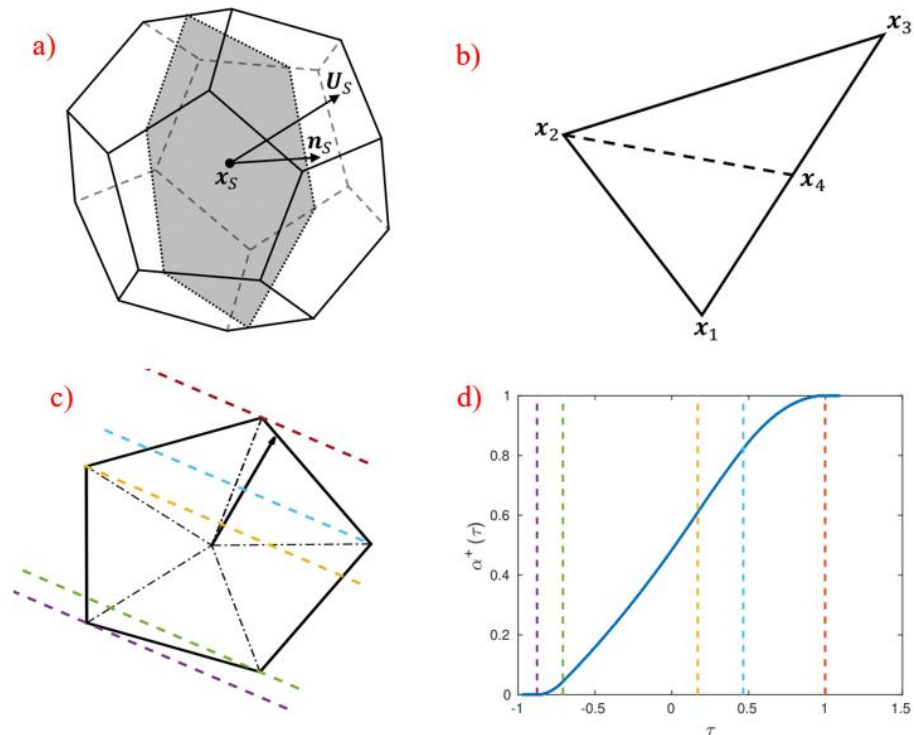 a)
U_S
n_S
x_S
b)
x_3
x_2
x_4
x_1
c)
d)
1
0.8
0.6
0.4
0.2
0
α⁺(τ)
-1 -0.5 0 0.5 1 1.5
τ